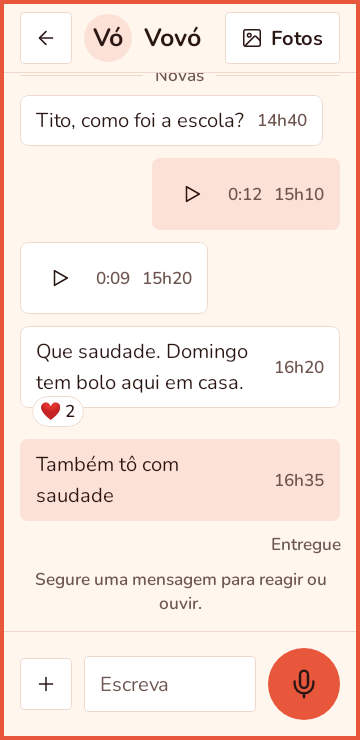 Vó Vovó Fotos
Novas
Tito, como foi a escola? 14h40
0:12 15h10
0:09 15h20
Que saudade. Domingo
tem bolo aqui em casa. 16h20
❤️ 2
Também tô com
saudade 16h35
Entregue
Segure uma mensagem para reagir ou
ouvir.
Escreva